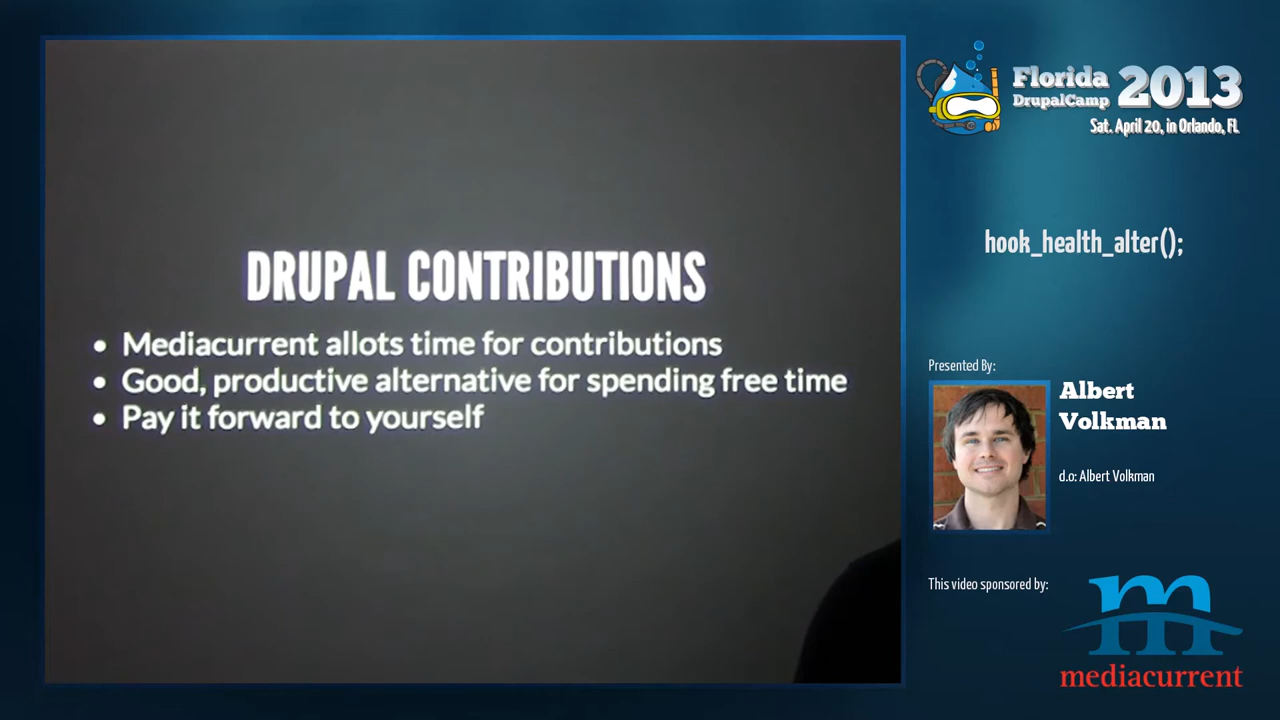 DRUPAL CONTRIBUTIONS
• Mediacurrent allots time for contributions
• Good, productive alternative for spending free time
• Pay it forward to yourself
Florida
DrupalCamp
2013
Sat. April 20, in Orlando, FL
hook_health_alter();
Presented By:
Albert
Volkman
d.o: Albert Volkman
This video sponsored by:
m
mediacurrent